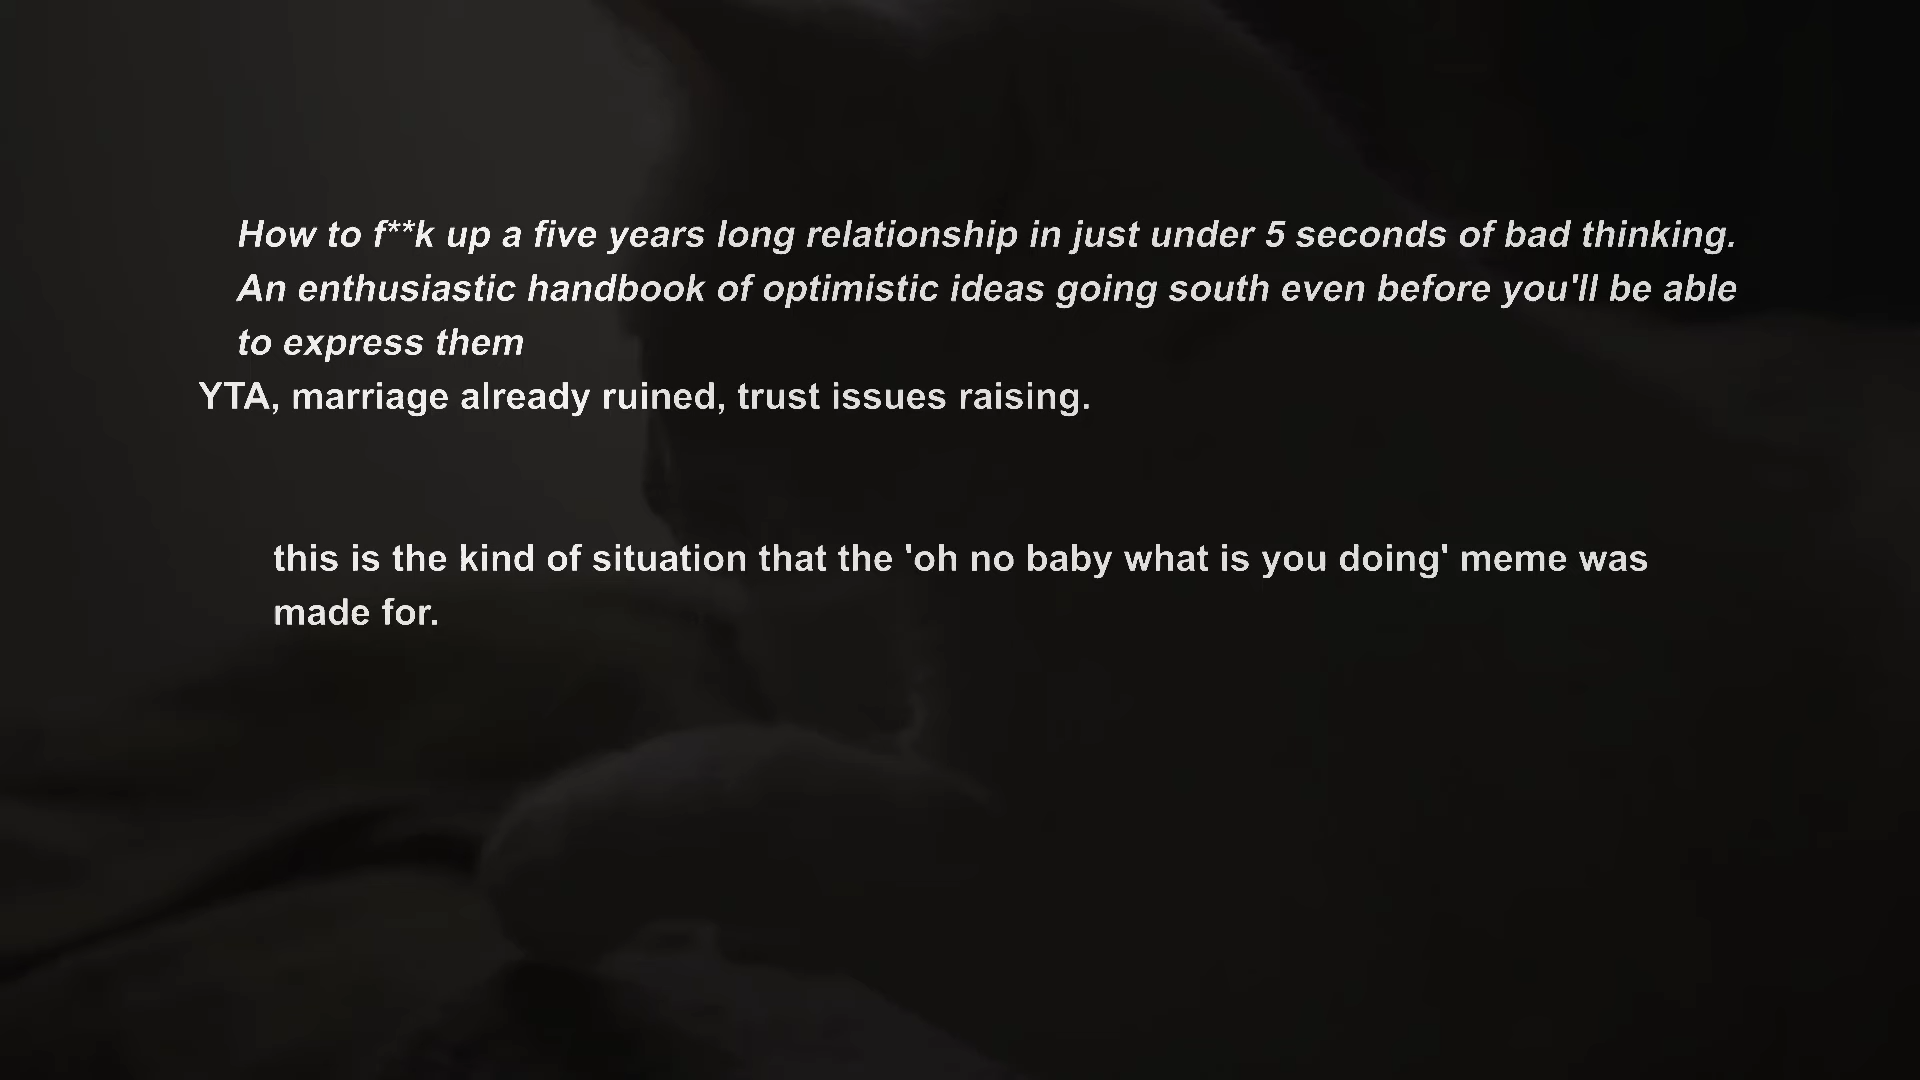 How to f**k up a five years long relationship in just under 5 seconds of bad thinking.
An enthusiastic handbook of optimistic ideas going south even before you'll be able
to express them
YTA, marriage already ruined, trust issues raising.
this is the kind of situation that the 'oh no baby what is you doing' meme was
made for.